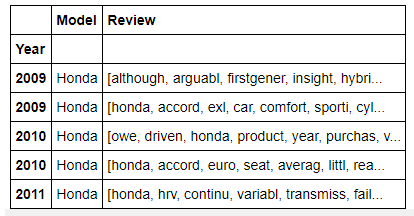 Model Review
Year
2009 Honda [although, arguabl, firstgener, insight, hybri...
2009 Honda [honda, accord, exl, car, comfort, sporti, cyl...
2010 Honda [owe, driven, honda, product, year, purchas, v...
2010 Honda [honda, accord, euro, seat, averag, littl, rea...
2011 Honda [honda, hrv, continu, variabl, transmiss, fail...